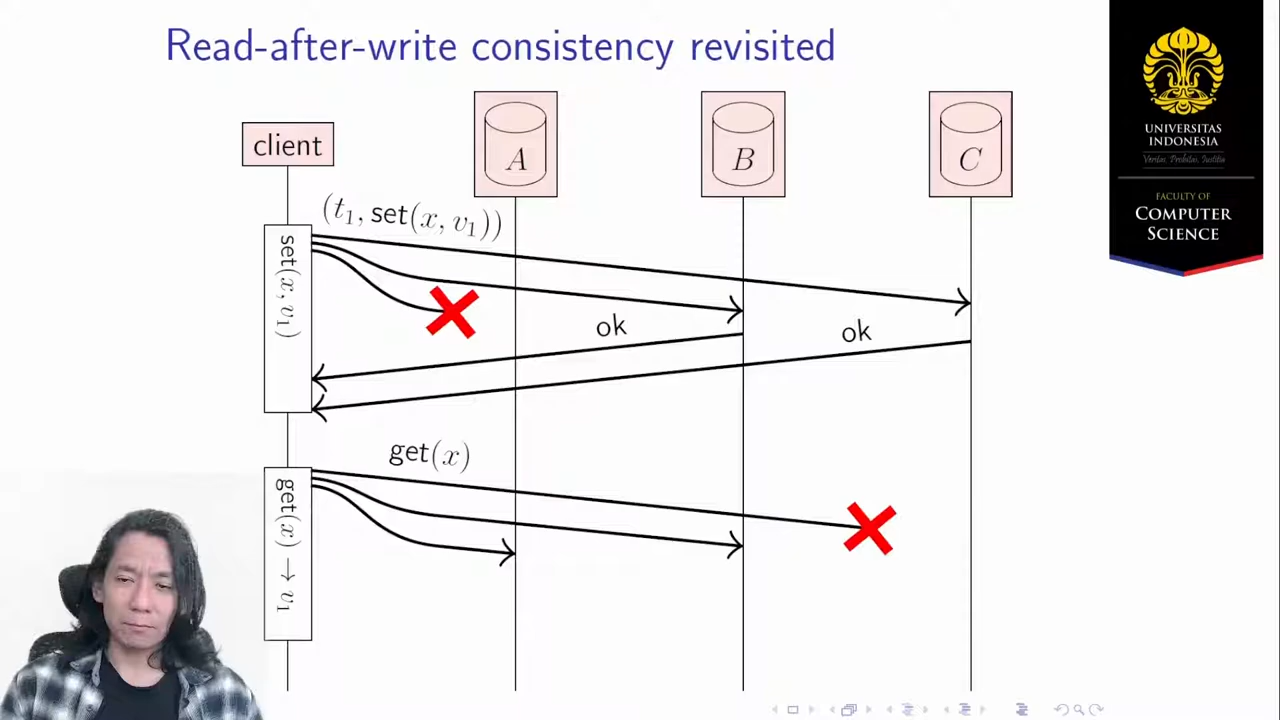 Read-after-write consistency revisited
client
A
B
C
(t₁, set(x, v₁))
set(x, v₁)
ok
ok
get(x)
get(x) → v₁
UNIVERSITAS
INDONESIA
Veritas, Probitas, Iustitia
FACULTY OF
COMPUTER
SCIENCE